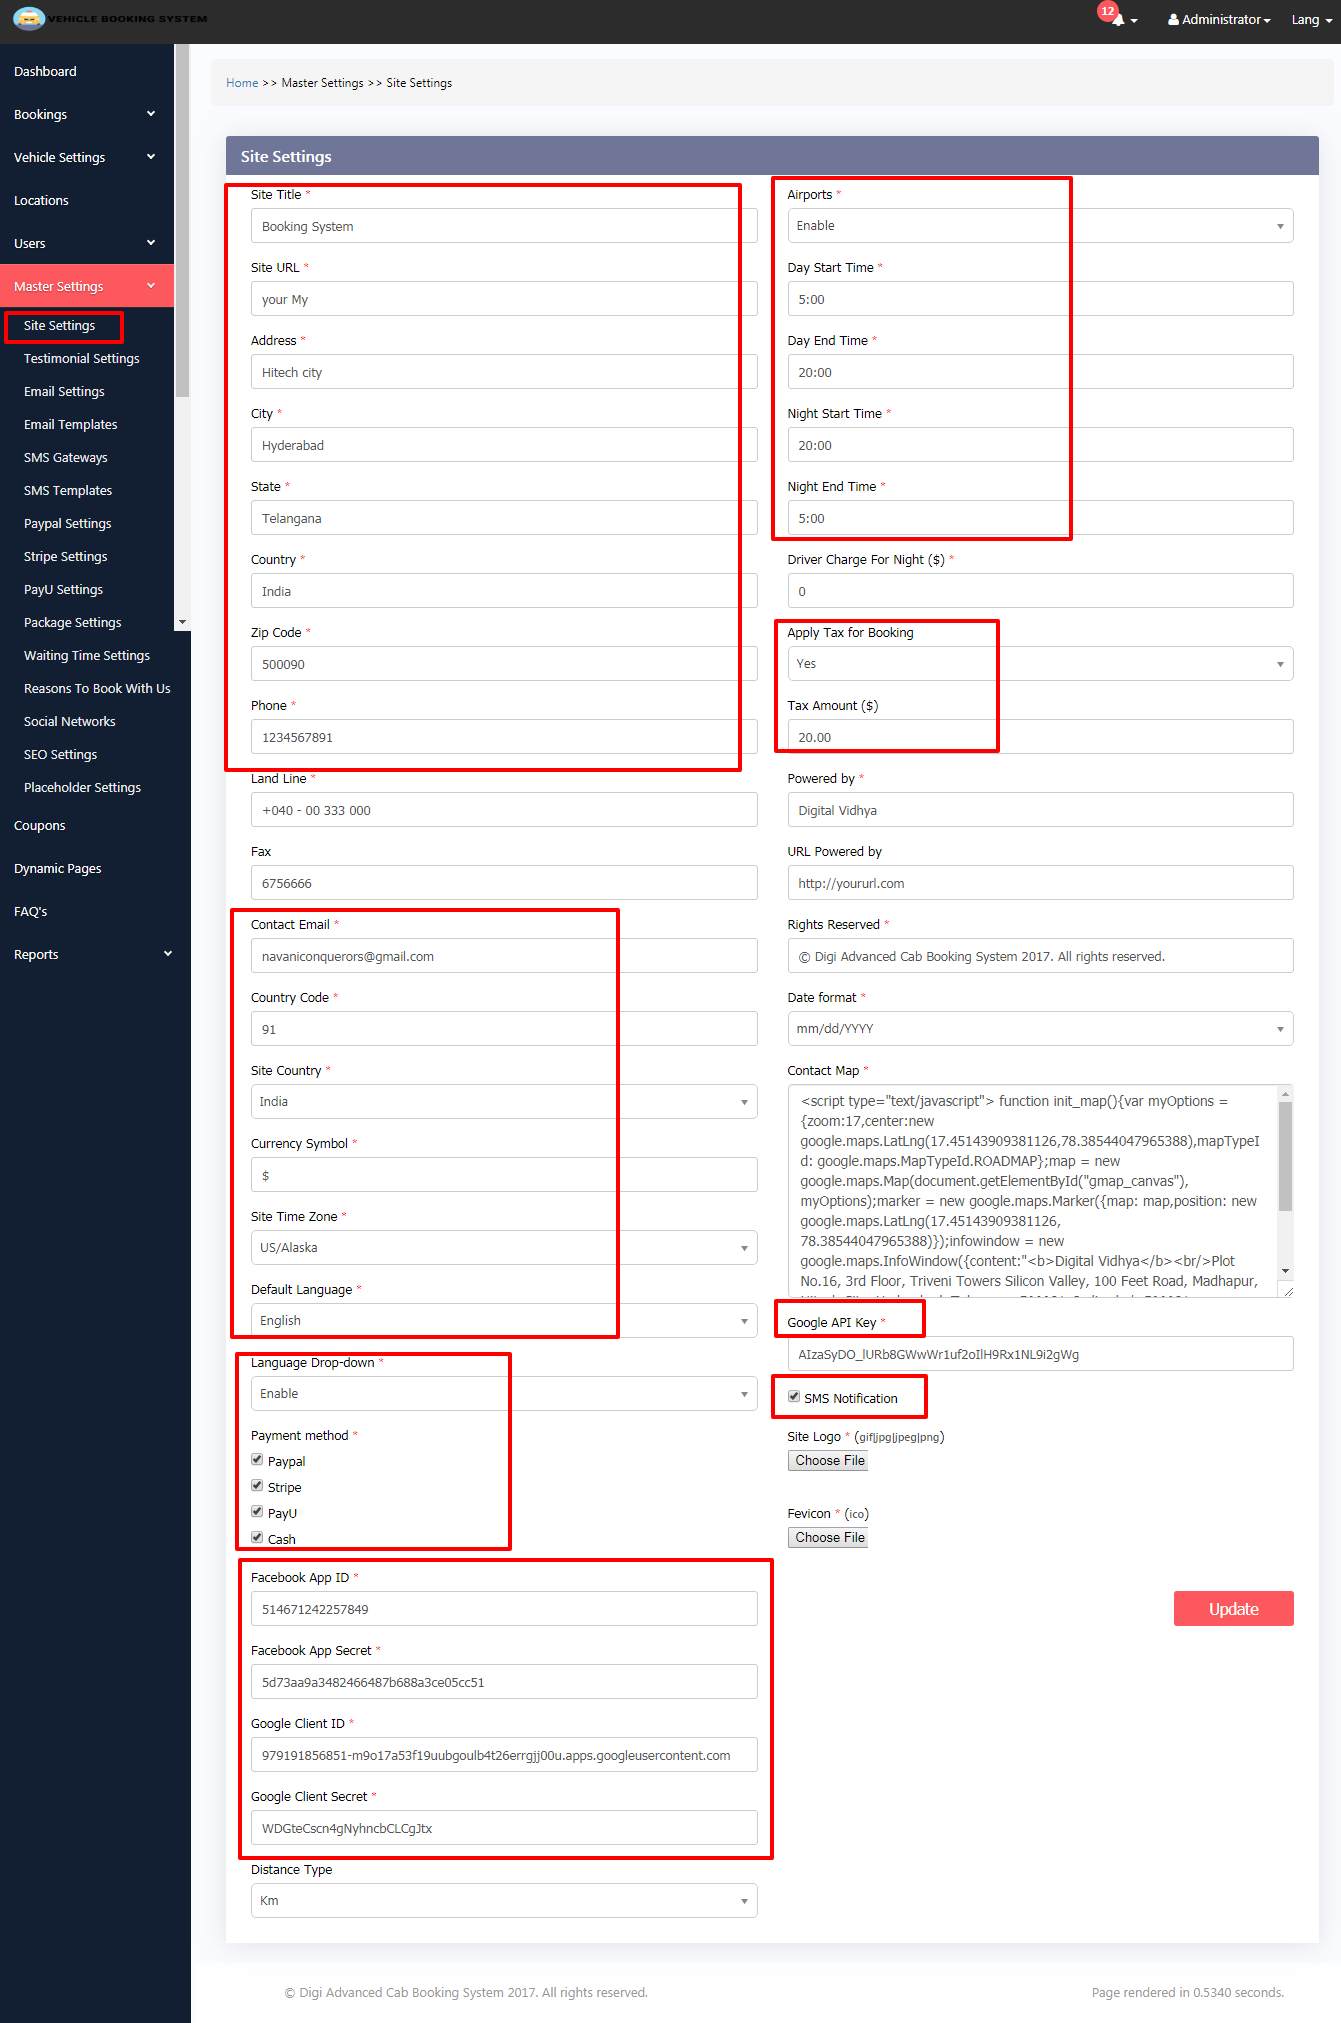 VEHICLE BOOKING SYSTEM
12
Administrator
Lang
Dashboard
Bookings
Vehicle Settings
Locations
Users
Master Settings
Site Settings
Testimonial Settings
Email Settings
Email Templates
SMS Gateways
SMS Templates
Paypal Settings
Stripe Settings
PayU Settings
Package Settings
Waiting Time Settings
Reasons To Book With Us
Social Networks
SEO Settings
Placeholder Settings
Coupons
Dynamic Pages
FAQ's
Reports
Home >> Master Settings >> Site Settings
Site Settings
Site Title *
Booking System
Site URL *
your My
Address *
Hitech city
City *
Hyderabad
State *
Telangana
Country *
India
Zip Code *
500090
Phone *
1234567891
Land Line *
+040 - 00 333 000
Fax
6756666
Contact Email *
navaniconquerors@gmail.com
Country Code *
91
Site Country *
India
Currency Symbol *
$
Site Time Zone *
US/Alaska
Default Language *
English
Language Drop-down *
Enable
Payment method *
Paypal
Stripe
PayU
Cash
Facebook App ID *
514671242257849
Facebook App Secret *
5d73aa9a3482466487b688a3ce05cc51
Google Client ID *
979191856851-m9o17a53f19uubgoulb4t26errgjj00u.apps.googleusercontent.com
Google Client Secret *
WDGteCscn4gNyhncbCLCgJtx
Distance Type
Km
Airports *
Enable
Day Start Time *
5:00
Day End Time *
20:00
Night Start Time *
20:00
Night End Time *
5:00
Driver Charge For Night ($) *
0
Apply Tax for Booking
Yes
Tax Amount ($)
20.00
Powered by *
Digital Vidhya
URL Powered by
http://yoururl.com
Rights Reserved *
© Digi Advanced Cab Booking System 2017. All rights reserved.
Date format *
mm/dd/YYYY
Contact Map *
<script type="text/javascript"> function init_map(){var myOptions =
{zoom:17,center:new
google.maps.LatLng(17.45143909381126,78.38544047965388),mapTypeI
d: google.maps.MapTypeId.ROADMAP};map = new
google.maps.Map(document.getElementById("gmap_canvas"),
myOptions);marker = new google.maps.Marker({map: map,position: new
google.maps.LatLng(17.45143909381126,
78.38544047965388)});infowindow = new
google.maps.InfoWindow({content:"<b>Digital Vidhya</b><br/>Plot
No.16, 3rd Floor, Triveni Towers Silicon Valley, 100 Feet Road, Madhapur,
Google API Key *
AIzaSyDO_lURb8GWwWr1uf2oIlH9Rx1NL9i2gWg
SMS Notification
Site Logo * (gif|jpg|jpeg|png)
Choose File
Fevicon * (ico)
Choose File
Update
© Digi Advanced Cab Booking System 2017. All rights reserved.
Page rendered in 0.5340 seconds.